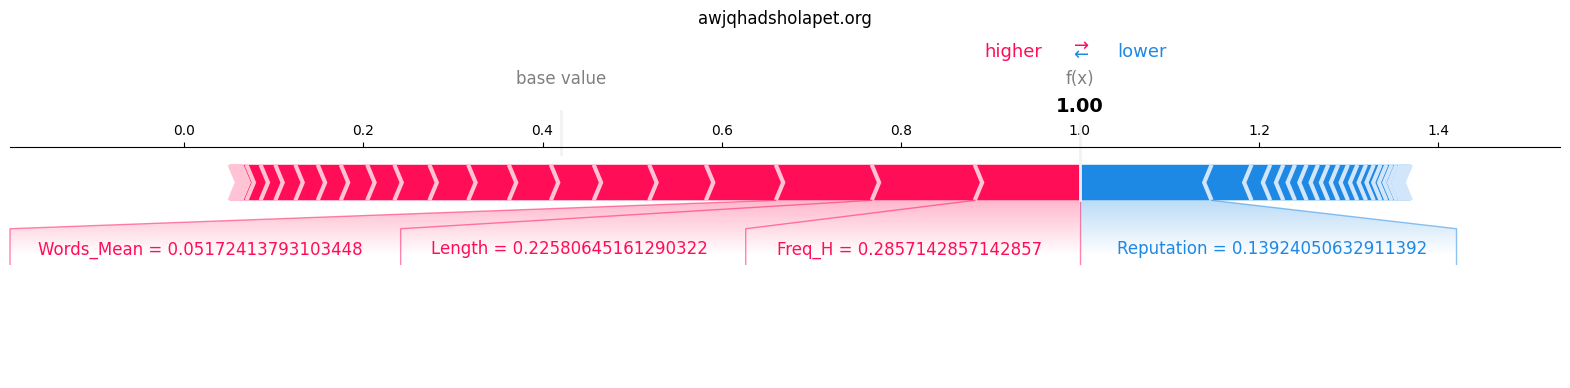 awjqhadsholapet.org
higher ⇄ lower
base value f(x)
1.00
0.0 0.2 0.4 0.6 0.8 1.0 1.2 1.4
Words_Mean = 0.05172413793103448 Length = 0.22580645161290322 Freq_H = 0.2857142857142857 Reputation = 0.13924050632911392